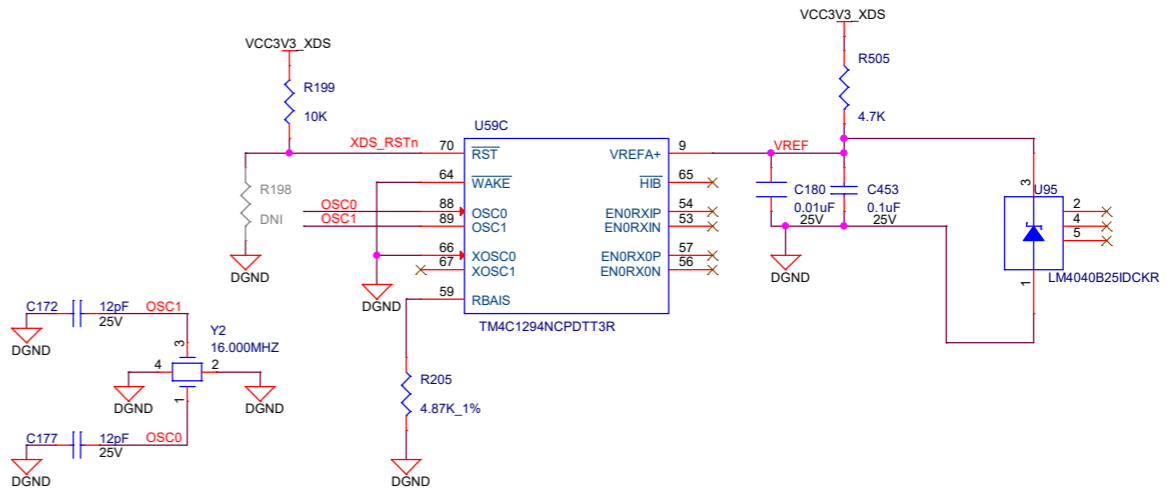 VCC3V3_XDS
VCC3V3_XDS
R199
10K
R505
4.7K
U59C
XDS_RSTn
70
RST
VREFA+
9
VREF
64
WAKE
HIB
65
R198
DNI
OSC0
88
OSC0
EN0RXIP
54
OSC1
89
OSC1
EN0RXIN
53
66
XOSC0
EN0RX0P
57
67
XOSC1
EN0RX0N
56
59
RBAIS
TM4C1294NCPDTT3R
C180
0.01uF
25V
C453
0.1uF
25V
3
U95
2
4
5
LM4040B25IDCKR
1
DGND
DGND
DGND
C172
12pF
OSC1
25V
DGND
Y2
16.000MHZ
3
4
2
DGND
DGND
1
C177
12pF
OSC0
25V
DGND
R205
4.87K_1%
DGND